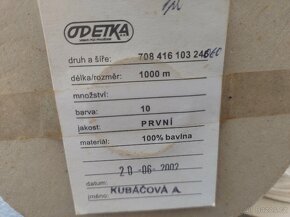 ODETKA
druh a šíře: 708 416 103 246
délka/rozměr: 1000 m
množství:
barva: 10
jakost: PRVNÍ
materiál: 100% bavlna
20 -06- 2002
datum:
jméno: KUBÁČOVÁ A.